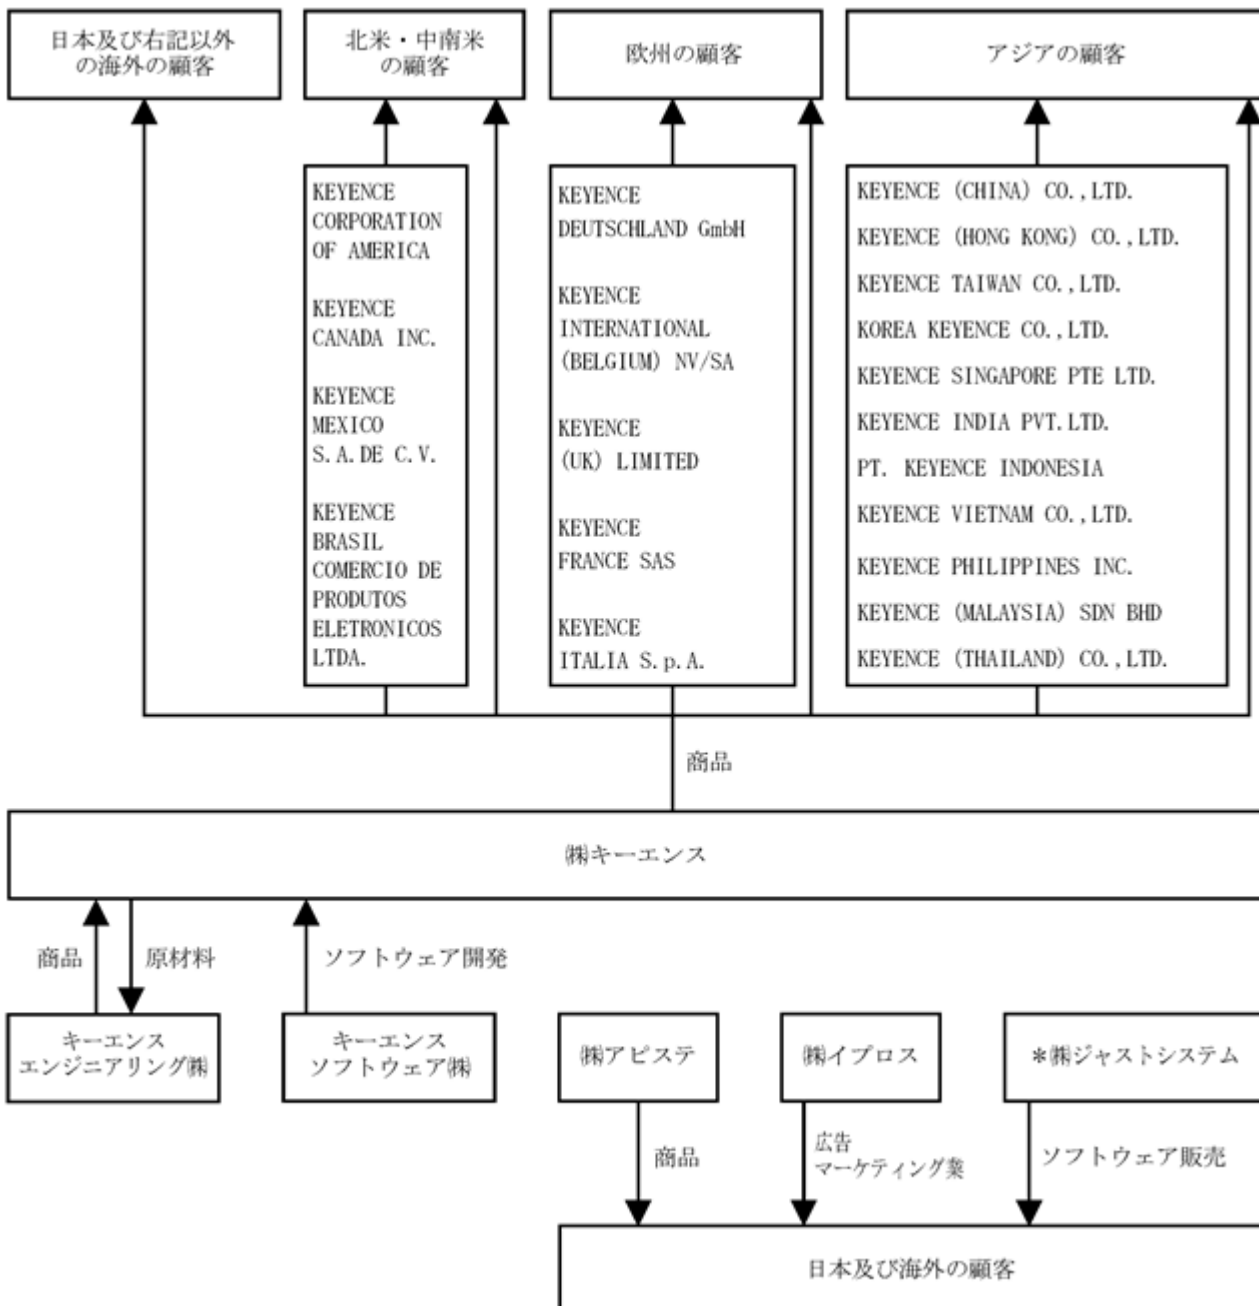 日本及び右記以外
の海外の顧客
北米・中南米
の顧客
欧州の顧客
アジアの顧客
KEYENCE
CORPORATION
OF AMERICA
KEYENCE
CANADA INC.
KEYENCE
MEXICO
S.A.DE C.V.
KEYENCE
BRASIL
COMERCIO DE
PRODUTOS
ELETRONICOS
LTDA.
KEYENCE
DEUTSCHLAND GmbH
KEYENCE
INTERNATIONAL
(BELGIUM) NV/SA
KEYENCE
(UK) LIMITED
KEYENCE
FRANCE SAS
KEYENCE
ITALIA S.p.A.
KEYENCE (CHINA) CO.,LTD.
KEYENCE (HONG KONG) CO.,LTD.
KEYENCE TAIWAN CO.,LTD.
KOREA KEYENCE CO.,LTD.
KEYENCE SINGAPORE PTE LTD.
KEYENCE INDIA PVT.LTD.
PT. KEYENCE INDONESIA
KEYENCE VIETNAM CO.,LTD.
KEYENCE PHILIPPINES INC.
KEYENCE (MALAYSIA) SDN BHD
KEYENCE (THAILAND) CO.,LTD.
商品
㈱キーエンス
商品
原材料
ソフトウェア開発
キーエンス
エンジニアリング㈱
キーエンス
ソフトウェア㈱
㈱アピステ
㈱イプロス
＊㈱ジャストシステム
商品
広告
マーケティング業
ソフトウェア販売
日本及び海外の顧客